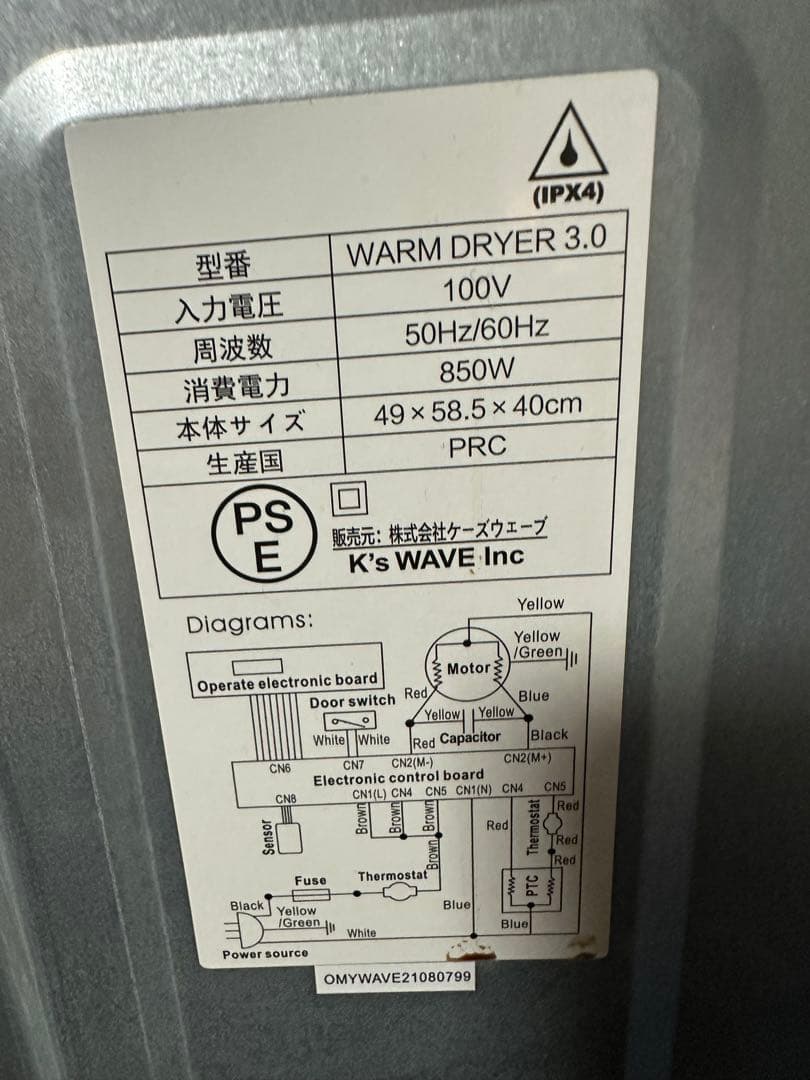 (IPX4)
型番 WARM DRYER 3.0
入力電圧 100V
周波数 50Hz/60Hz
消費電力 850W
本体サイズ 49×58.5×40cm
生産国 PRC
PS
E
販売元: 株式会社ケーズウェーブ
K's WAVE Inc
Diagrams:
Yellow
Yellow
/Green
Motor
Operate electronic board
Door switch
Red
Blue
Yellow Yellow
White White
Red Capacitor Black
CN6 CN7 CN2(M-) CN2(M+)
Electronic control board
CN8 CN1(L) CN4 CN5 CN1(N) CN4 CN5
Sensor
Brown Brown Brown
Brown
Red
Thermostat
Red
Red
Red
PTC
Fuse
Thermostat
Black
Yellow
/Green
Blue
Blue
White
Power source
OMYWAVE21080799